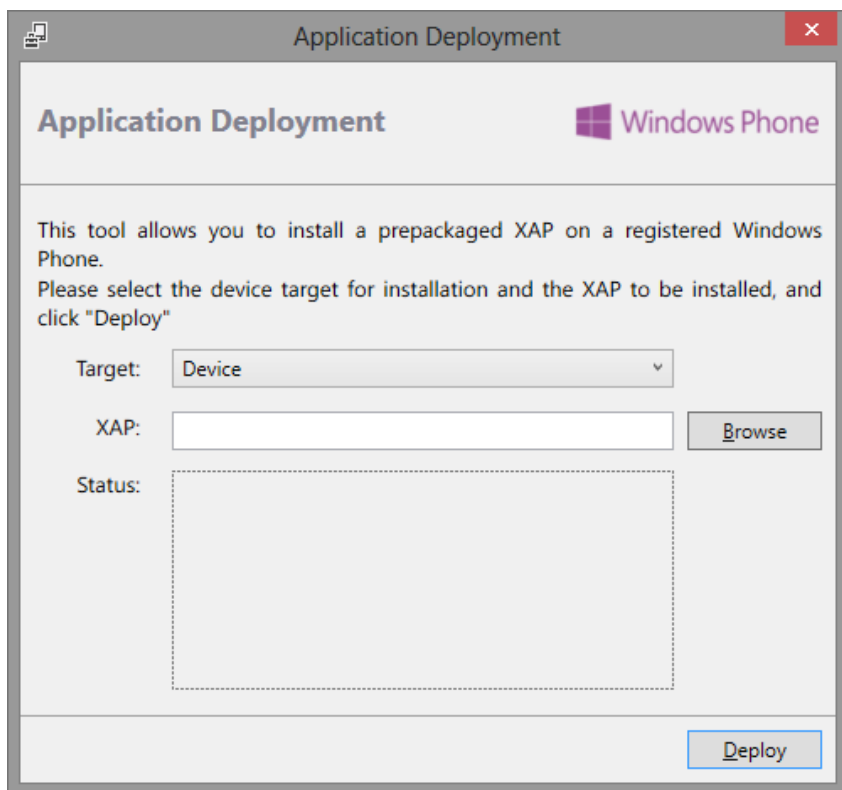 Application Deployment
Application Deployment
Windows Phone
This tool allows you to install a prepackaged XAP on a registered Windows
Phone.
Please select the device target for installation and the XAP to be installed, and
click "Deploy"
Target:
Device
XAP:
Browse
Status:
Deploy